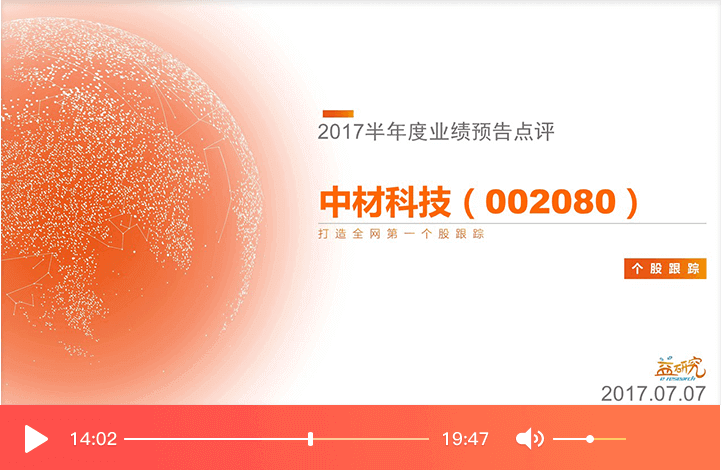 2017半年度业绩预告点评
中材科技（002080）
打造全网第一个股跟踪
个股跟踪
益研究
e research
2017.07.07
14:02
19:47